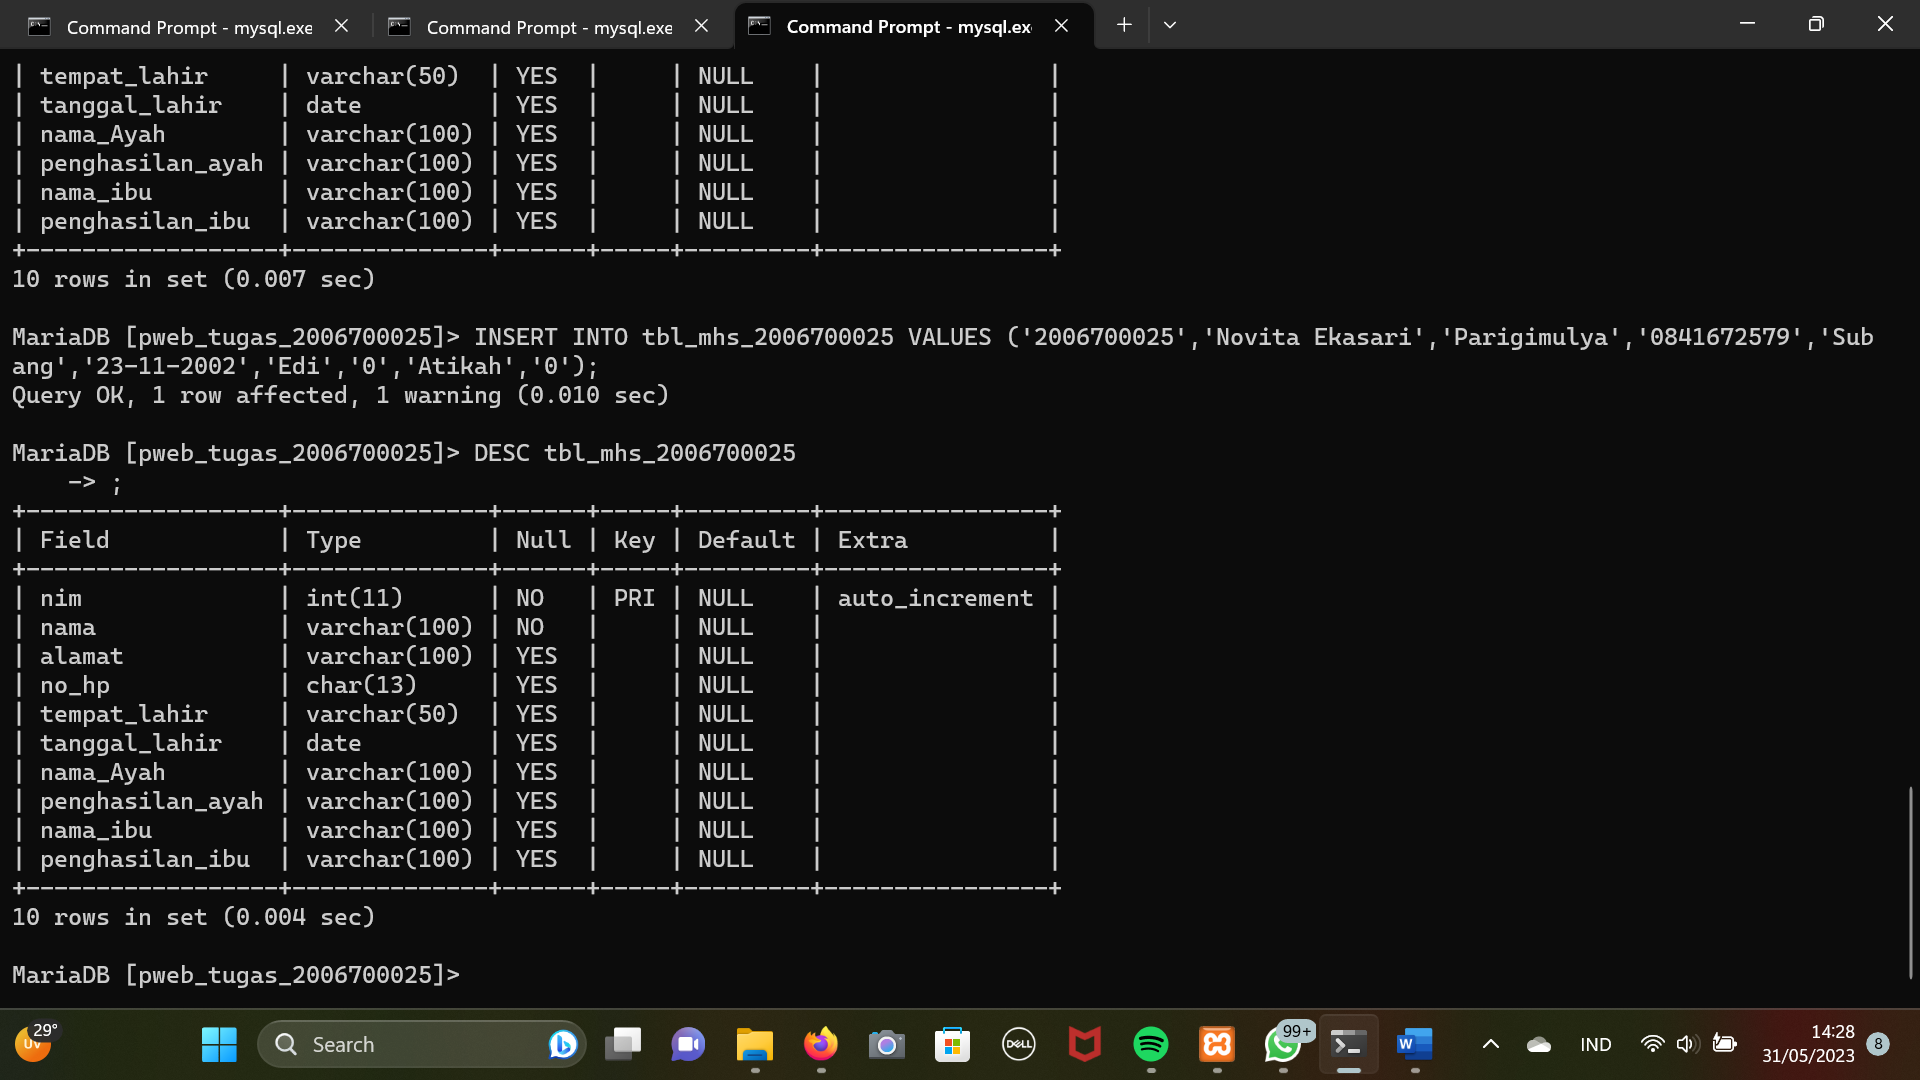 Command Prompt - mysql.exe
Command Prompt - mysql.exe
Command Prompt - mysql.ex
| tempat_lahir     | varchar(50)  | YES  |     | NULL    |                |
| tanggal_lahir    | date         | YES  |     | NULL    |                |
| nama_Ayah        | varchar(100) | YES  |     | NULL    |                |
| penghasilan_ayah | varchar(100) | YES  |     | NULL    |                |
| nama_ibu         | varchar(100) | YES  |     | NULL    |                |
| penghasilan_ibu  | varchar(100) | YES  |     | NULL    |                |
+------------------+--------------+------+-----+---------+----------------+
10 rows in set (0.007 sec)
MariaDB [pweb_tugas_2006700025]> INSERT INTO tbl_mhs_2006700025 VALUES ('2006700025','Novita Ekasari','Parigimulya','0841672579','Sub
ang','23-11-2002','Edi','0','Atikah','0');
Query OK, 1 row affected, 1 warning (0.010 sec)
MariaDB [pweb_tugas_2006700025]> DESC tbl_mhs_2006700025
    -> ;
+------------------+--------------+------+-----+---------+----------------+
| Field            | Type         | Null | Key | Default | Extra          |
+------------------+--------------+------+-----+---------+----------------+
| nim              | int(11)      | NO   | PRI | NULL    | auto_increment |
| nama             | varchar(100) | NO   |     | NULL    |                |
| alamat           | varchar(100) | YES  |     | NULL    |                |
| no_hp            | char(13)     | YES  |     | NULL    |                |
| tempat_lahir     | varchar(50)  | YES  |     | NULL    |                |
| tanggal_lahir    | date         | YES  |     | NULL    |                |
| nama_Ayah        | varchar(100) | YES  |     | NULL    |                |
| penghasilan_ayah | varchar(100) | YES  |     | NULL    |                |
| nama_ibu         | varchar(100) | YES  |     | NULL    |                |
| penghasilan_ibu  | varchar(100) | YES  |     | NULL    |                |
+------------------+--------------+------+-----+---------+----------------+
10 rows in set (0.004 sec)
MariaDB [pweb_tugas_2006700025]>
29°
UV
Search
DELL
99+
W
IND
14:28
31/05/2023
8